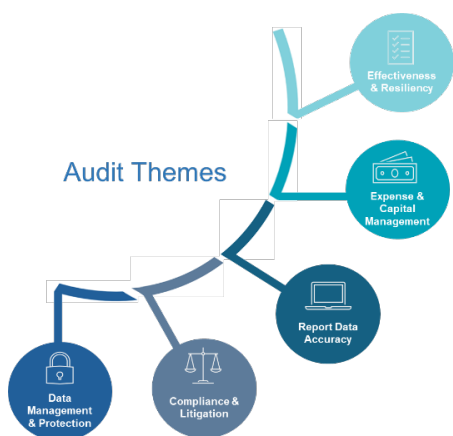 Effectiveness
& Resiliency
Audit Themes
Expense &
Capital
Management
Report Data
Accuracy
Compliance &
Litigation
Data
Management
& Protection